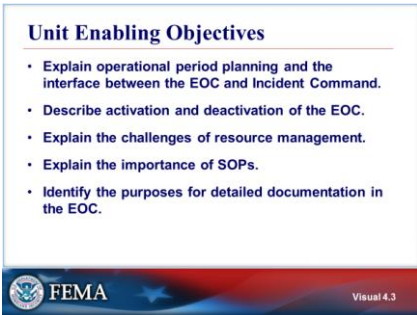 Unit Enabling Objectives
• Explain operational period planning and the
interface between the EOC and Incident Command.
• Describe activation and deactivation of the EOC.
• Explain the challenges of resource management.
• Explain the importance of SOPs.
• Identify the purposes for detailed documentation in
the EOC.
FEMA
Visual 4.3